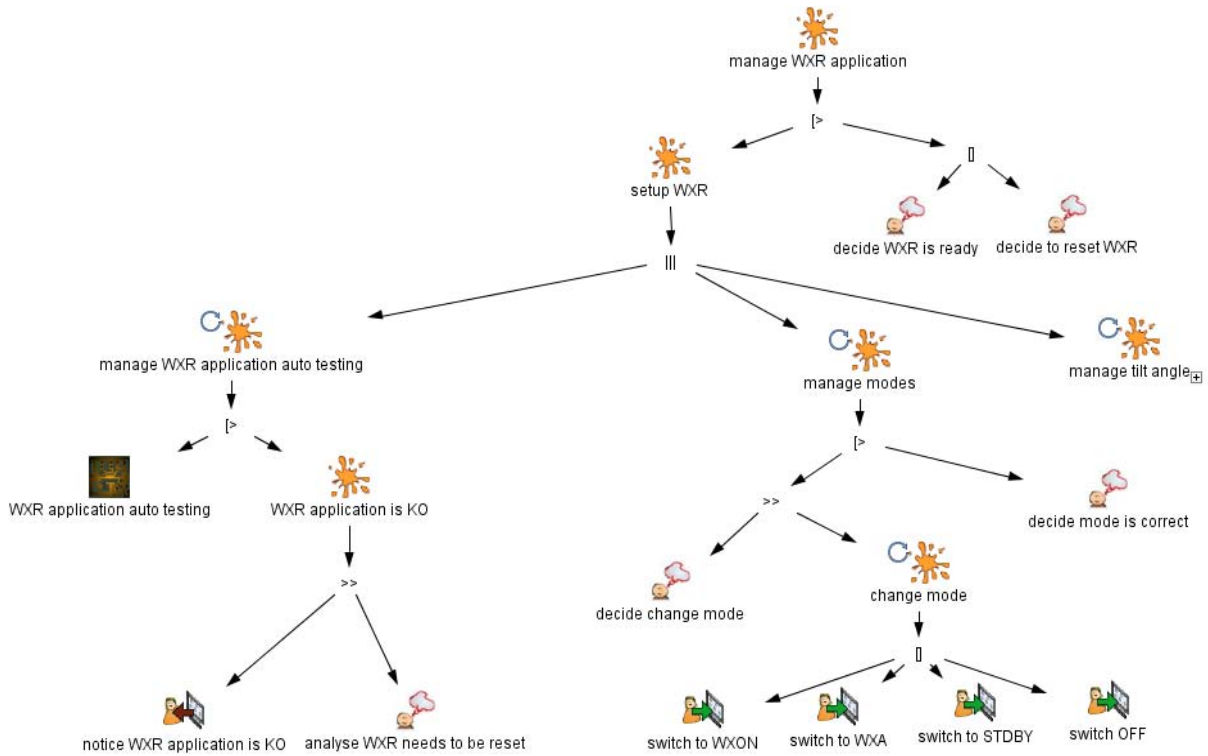 manage WXR application
[>
[]
setup WXR
decide WXR is ready
decide to reset WXR
|||
manage WXR application auto testing
manage modes
manage tilt angle
[>
[>
WXR application auto testing
WXR application is KO
>>
decide mode is correct
>>
decide change mode
change mode
[]
notice WXR application is KO
analyse WXR needs to be reset
switch to WXON
switch to WXA
switch to STDBY
switch OFF